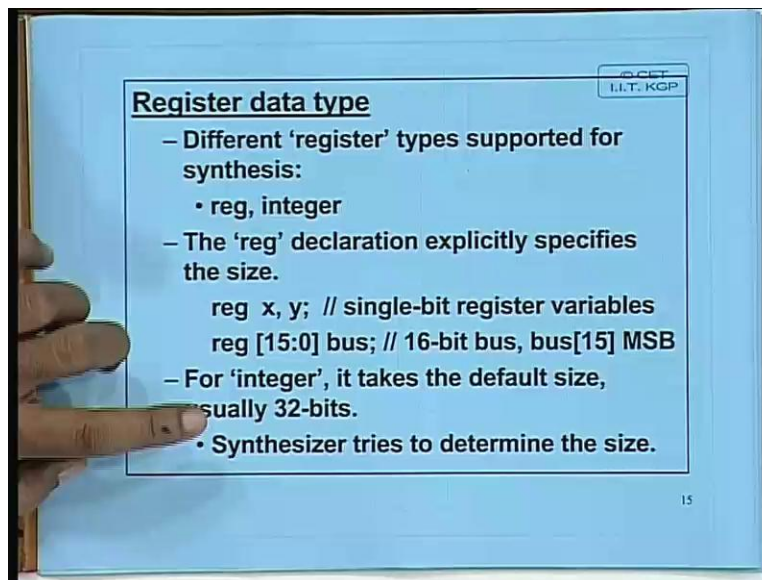 © CET
I.I.T. KGP
Register data type
– Different ‘register’ types supported for
synthesis:
• reg, integer
– The ‘reg’ declaration explicitly specifies
the size.
reg x, y; // single-bit register variables
reg [15:0] bus; // 16-bit bus, bus[15] MSB
– For ‘integer’, it takes the default size,
usually 32-bits.
• Synthesizer tries to determine the size.
15